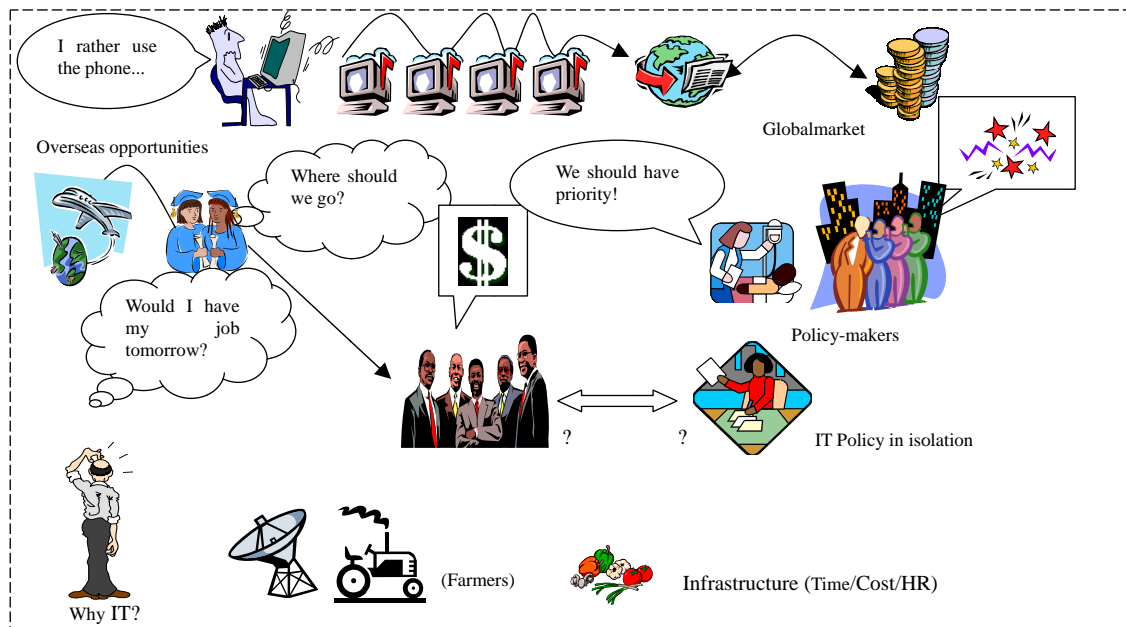 I rather use
the phone...
Globalmarket
Overseas opportunities
Where should
we go?
We should have
priority!
$
Would I have
my job
tomorrow?
Policy-makers
? ?
IT Policy in isolation
(Farmers)
Infrastructure (Time/Cost/HR)
Why IT?